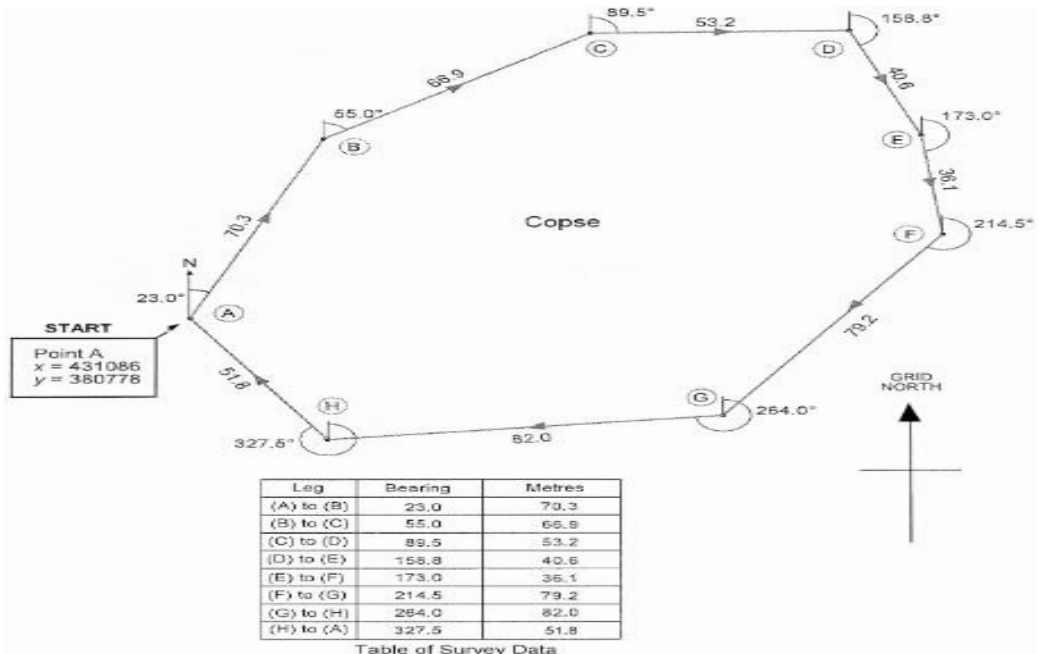 89.5°
53.2
158.8°
C
D
66.9
40.6
55.0°
B
173.0°
E
36.1
70.3
Copse
F
214.5°
N
23.0°
A
START
Point A
x = 431086
y = 380778
79.2
51.8
GRID
NORTH
H
G
264.0°
327.5°
82.0
Leg Bearing Metres
(A) to (B) 23.0 70.3
(B) to (C) 55.0 66.9
(C) to (D) 89.5 53.2
(D) to (E) 158.8 40.6
(E) to (F) 173.0 36.1
(F) to (G) 214.5 79.2
(G) to (H) 264.0 82.0
(H) to (A) 327.5 51.8
Table of Survey Data